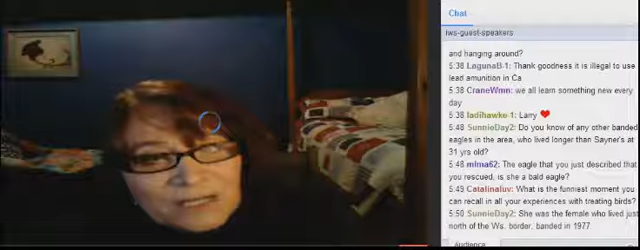 Chat
iws-guest-speakers
and hanging around?
5:38 LagunaB-1: Thank goodness it is illegal to use
lead amunition in Ca
5:38 CraneWmn: we all learn something new every
day
5:38 ladihawke-1: Larry ❤
5:48 SunnieDay2: Do you know of any other banded
eagles in the area, who lived longer than Sayner's at
31 yrs old?
5:48 mlma62: The eagle that you just described that
you rescued, is she a bald eagle?
5:49 Catalinaluv: What is the funniest moment you
can recall in all your experiences with treating birds?
5:50 SunnieDay2: She was the female who lived just
north of the Ws. border, banded in 1977
Audience